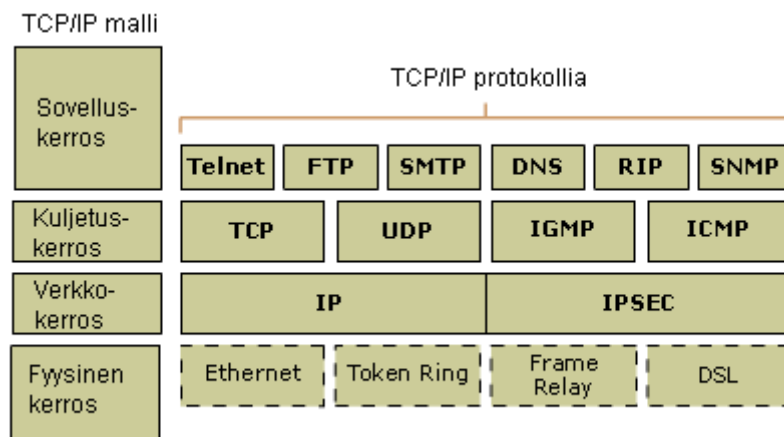 TCP/IP malli
TCP/IP protokollia
Sovellus-
kerros
Telnet FTP SMTP DNS RIP SNMP
Kuljetus-
kerros
TCP UDP IGMP ICMP
Verkko-
kerros
IP IPSEC
Fyysinen
kerros
Ethernet Token Ring Frame
Relay DSL